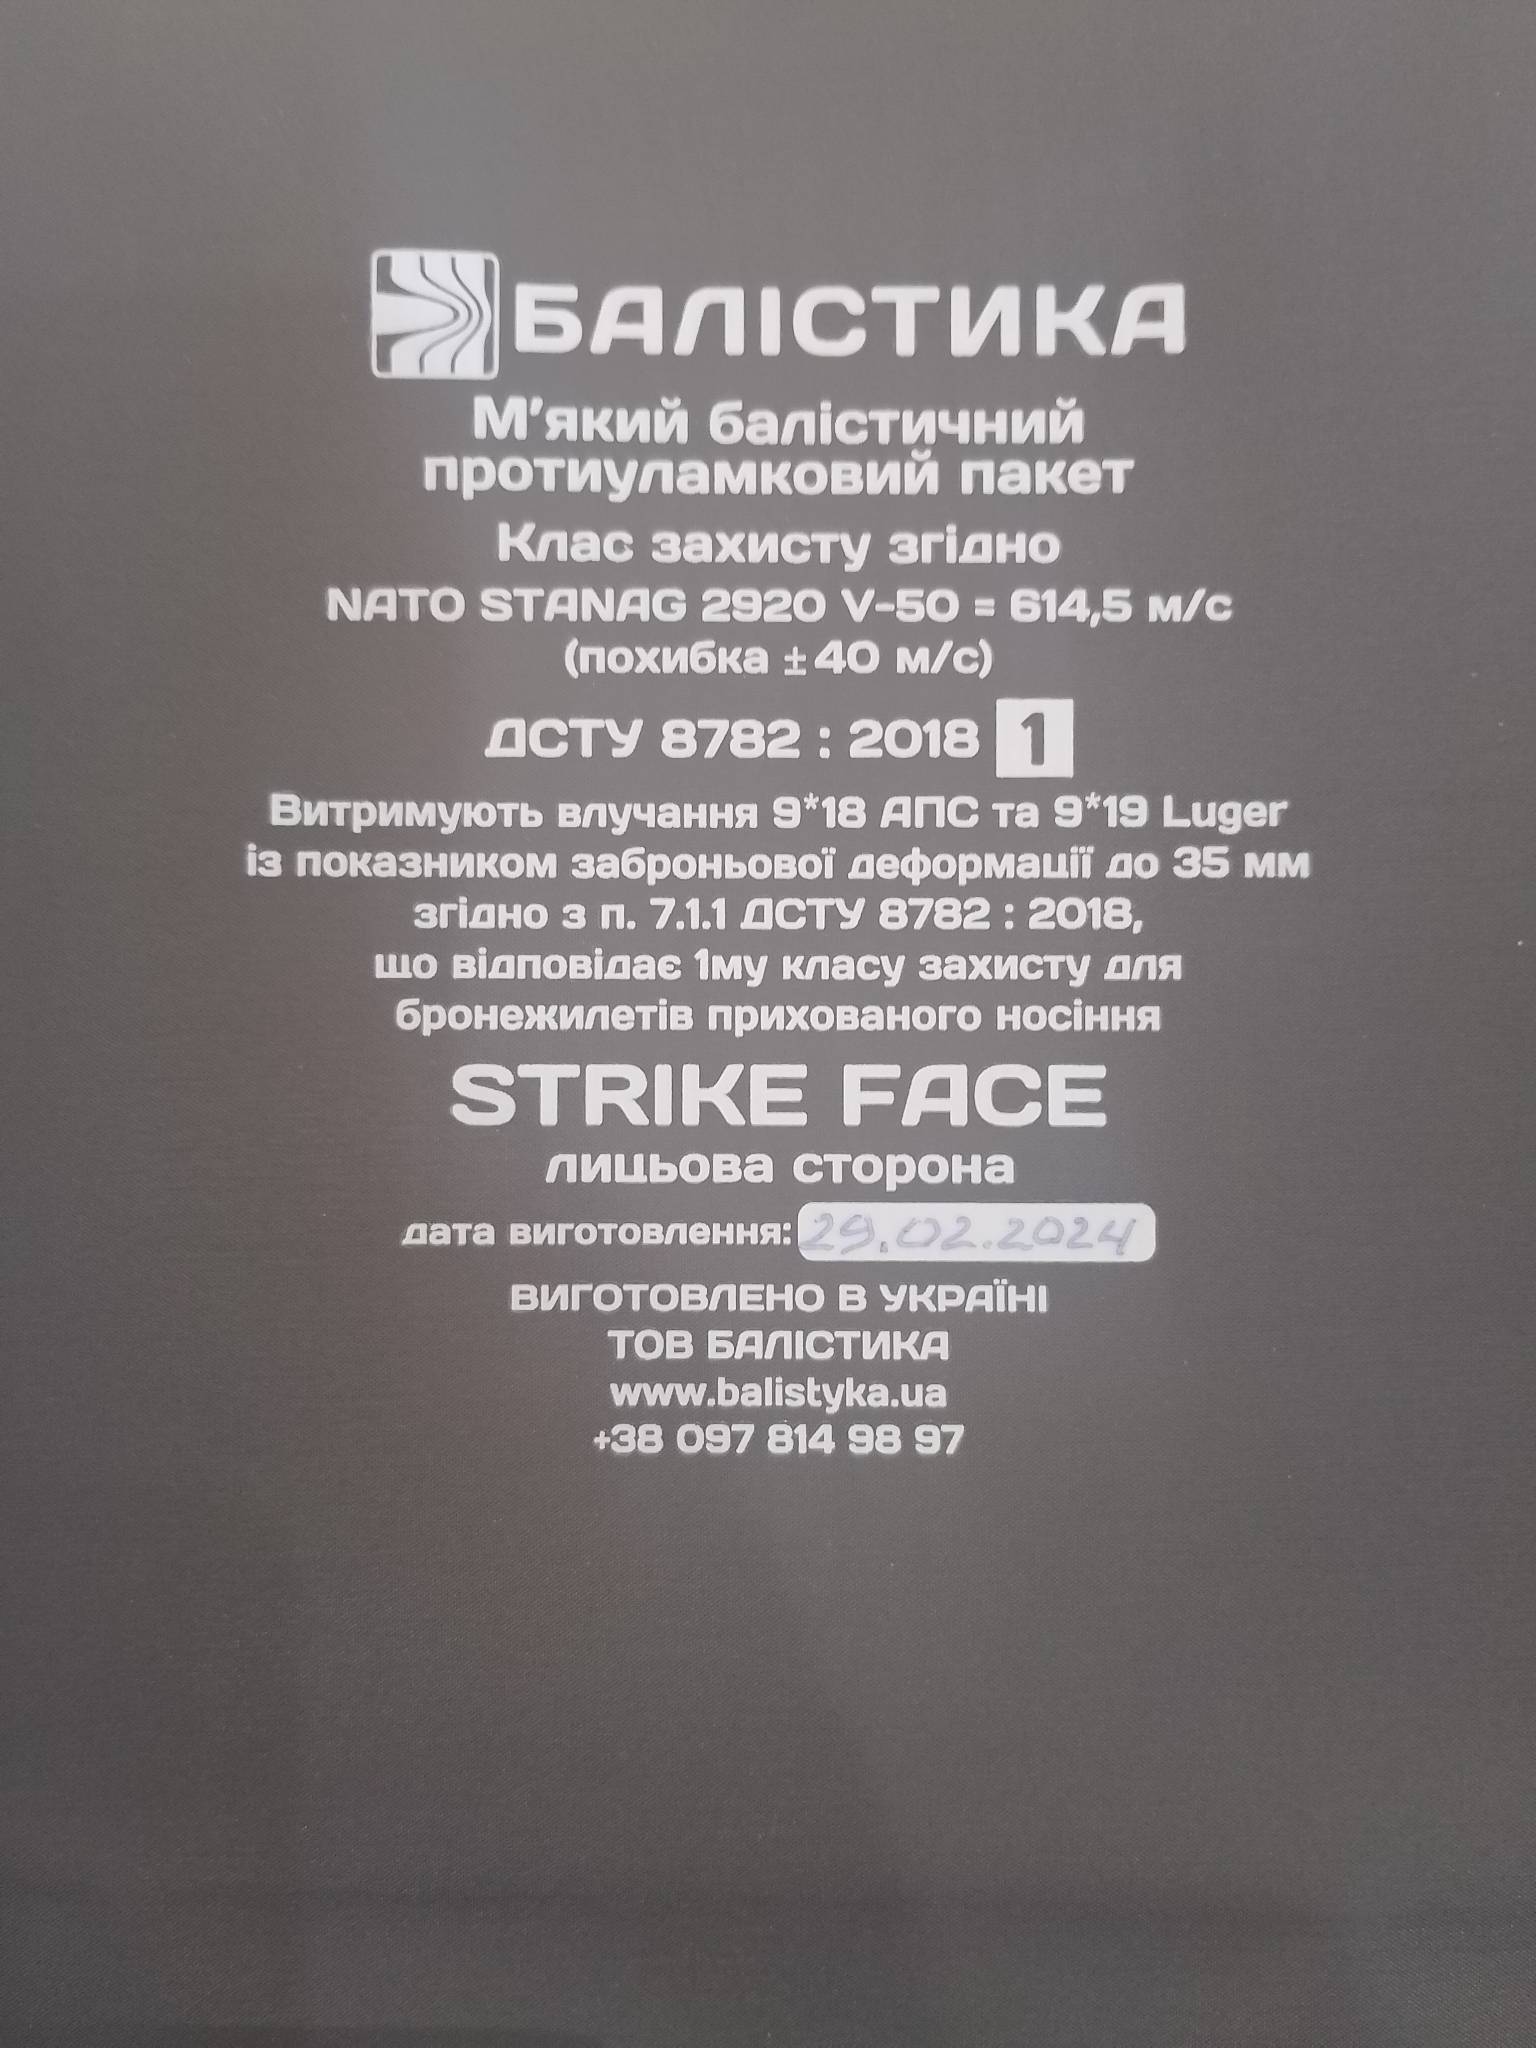 БАЛІСТИКА
М'який балістичний
протиуламковий пакет
Клас захисту згідно
NATO STANAG 2920 V-50 = 614,5 м/с
(похибка ± 40 м/с)
ДСТУ 8782 : 2018 1
Витримують влучання 9*18 АПС та 9*19 Luger
із показником заброньової деформації до 35 мм
згідно з п. 7.1.1 ДСТУ 8782 : 2018,
що відповідає 1му класу захисту для
бронежилетів прихованого носіння
STRIKE FACE
лицьова сторона
дата виготовлення: 29.02.2024
ВИГОТОВЛЕНО В УКРАЇНІ
ТОВ БАЛІСТИКА
www.balistyka.ua
+38 097 814 98 97